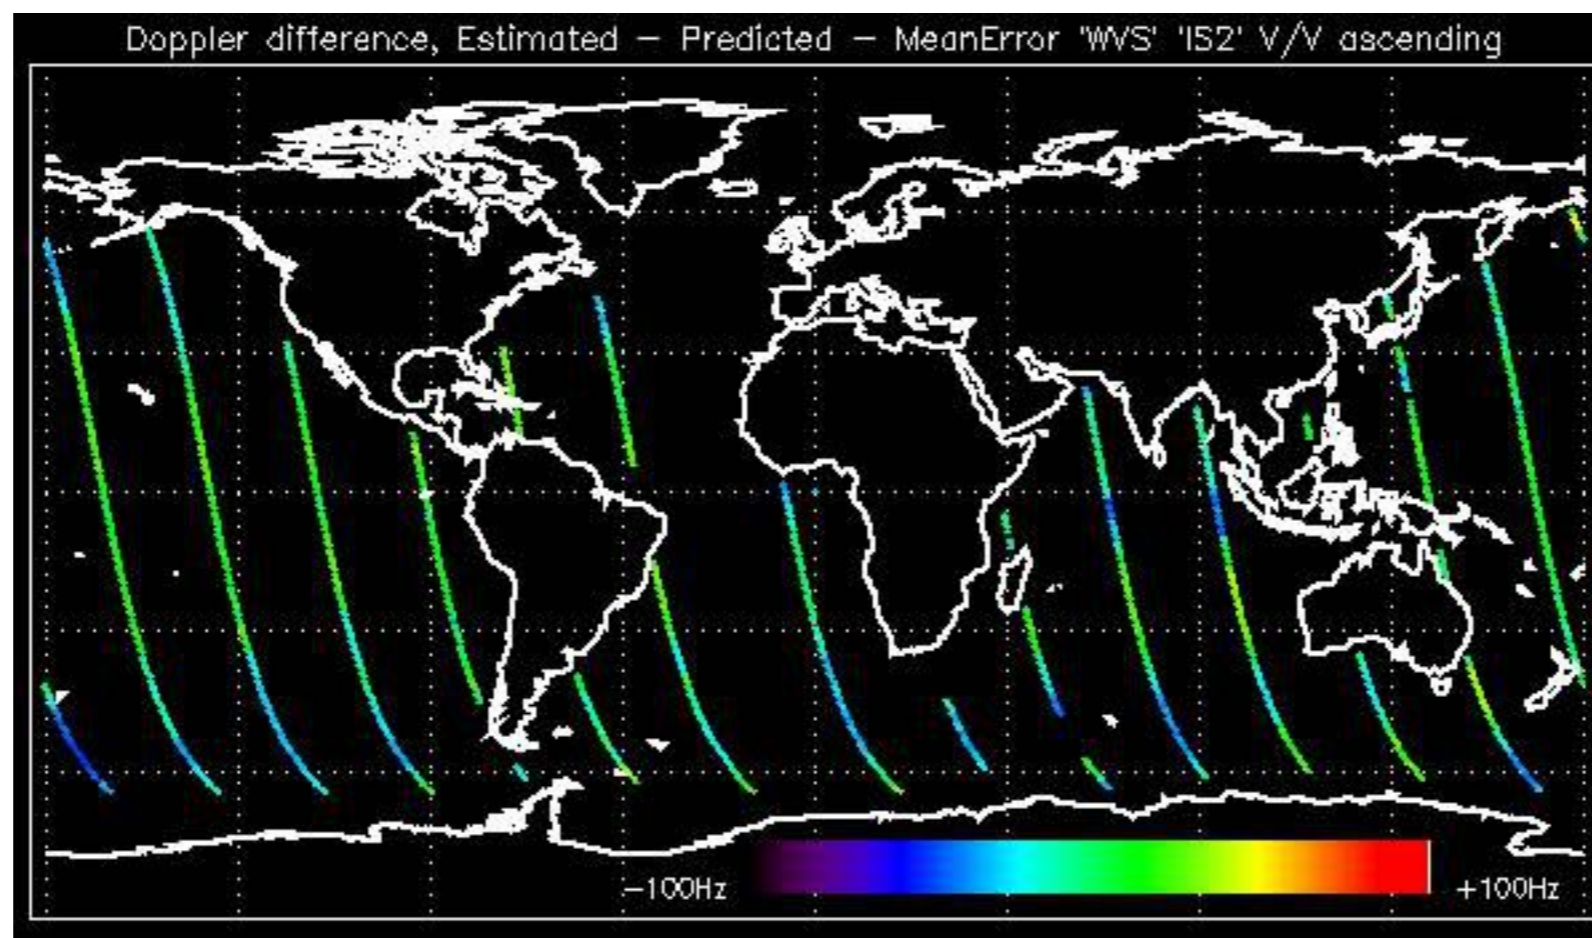 Doppler difference, Estimated – Predicted – MeanError 'WVS' 'IS2' V/V ascending
-100Hz
+100Hz